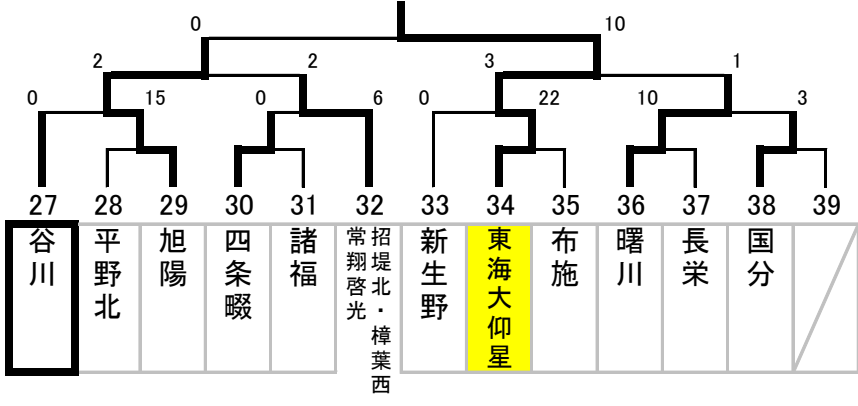 0 10
2 2 3 1
0 15 0 6 0 22 10 3
27 28 29 30 31 32 33 34 35 36 37 38 39
谷川
平野北
旭陽
四条畷
諸福
招堤北・樟葉西
常翔啓光
新生野
東海大仰星
布施
曙川
長栄
国分